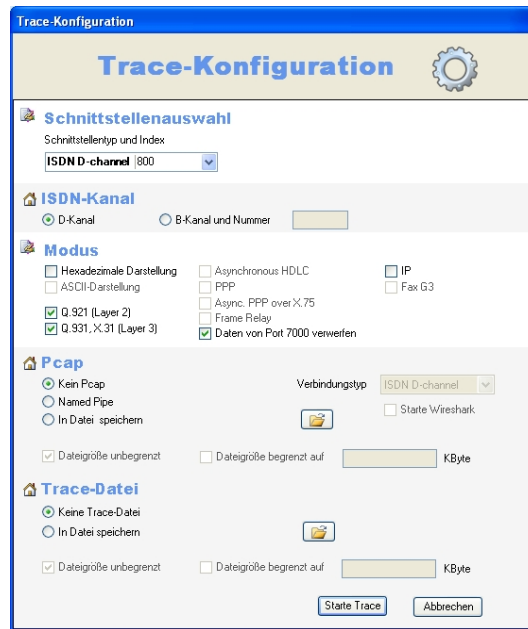 Trace-Konfiguration
Trace-Konfiguration
Schnittstellenauswahl
Schnittstellentyp und Index
ISDN D-channel 800
ISDN-Kanal
D-Kanal
B-Kanal und Nummer
Modus
Hexadezimale Darstellung
Asynchronous HDLC
IP
ASCII-Darstellung
PPP
Fax G3
Async. PPP over X.75
Q.921 (Layer 2)
Frame Relay
Q.931, X.31 (Layer 3)
Daten von Port 7000 verwerfen
Pcap
Kein Pcap
Verbindungstyp
ISDN D-channel
Named Pipe
Starte Wireshark
In Datei speichern
Dateigröße unbegrenzt
Dateigröße begrenzt auf
KByte
Trace-Datei
Keine Trace-Datei
In Datei speichern
Dateigröße unbegrenzt
Dateigröße begrenzt auf
KByte
Starte Trace
Abbrechen